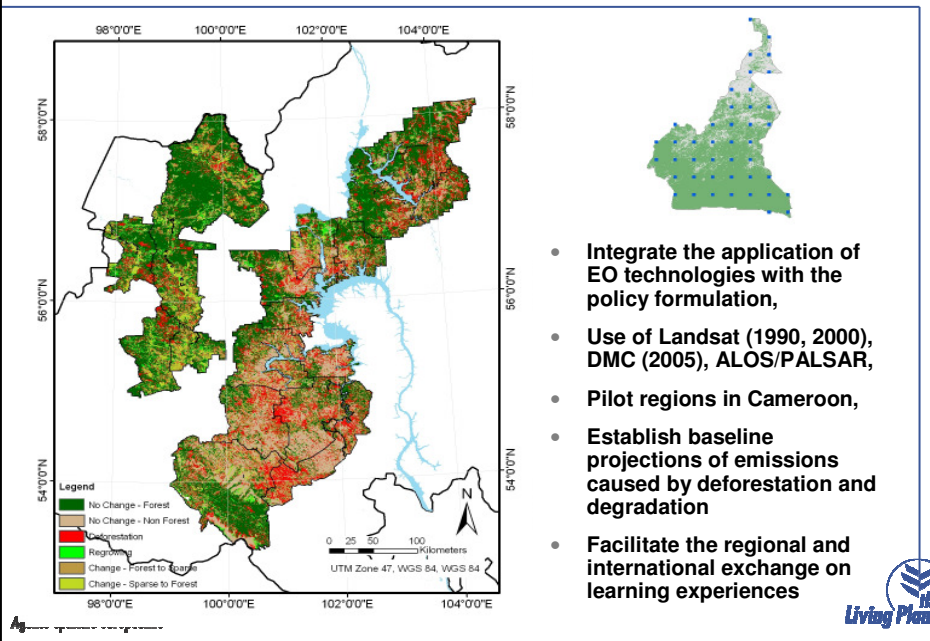 98°0'0"E 100°0'0"E 102°0'0"E 104°0'0"E
58°0'0"N
58°0'0"N
56°0'0"N
56°0'0"N
54°0'0"N
54°0'0"N
Legend
No Change - Forest
No Change - Non Forest
Deforestation
Regrowing
Change - Forest to Sparse
Change - Sparse to Forest
N
0 25 50 100
Kilometers
UTM Zone 47, WGS 84, WGS 84
98°0'0"E 100°0'0"E 102°0'0"E 104°0'0"E
• Integrate the application of
EO technologies with the
policy formulation,
• Use of Landsat (1990, 2000),
DMC (2005), ALOS/PALSAR,
• Pilot regions in Cameroon,
• Establish baseline
projections of emissions
caused by deforestation and
degradation
• Facilitate the regional and
international exchange on
learning experiences
Living